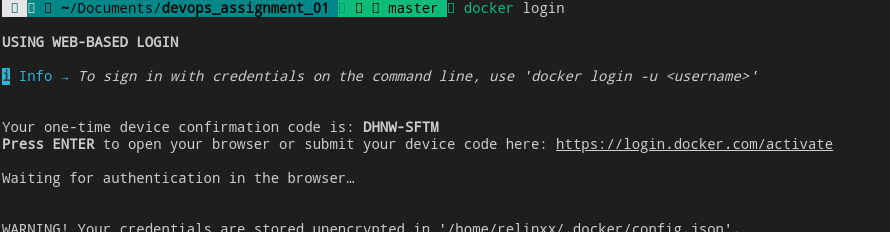 ~/Documents/devops_assignment_01 master docker login
USING WEB-BASED LOGIN
i Info → To sign in with credentials on the command line, use 'docker login -u <username>'
Your one-time device confirmation code is: DHNW-SFTM
Press ENTER to open your browser or submit your device code here: https://login.docker.com/activate
Waiting for authentication in the browser…
WARNING! Your credentials are stored unencrypted in '/home/relinxx/.docker/config.json'.